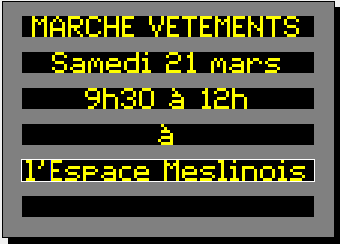 MARCHE VETEMENTS
Samedi 21 mars
9h30 à 12h
à
l'Espace Meslinois